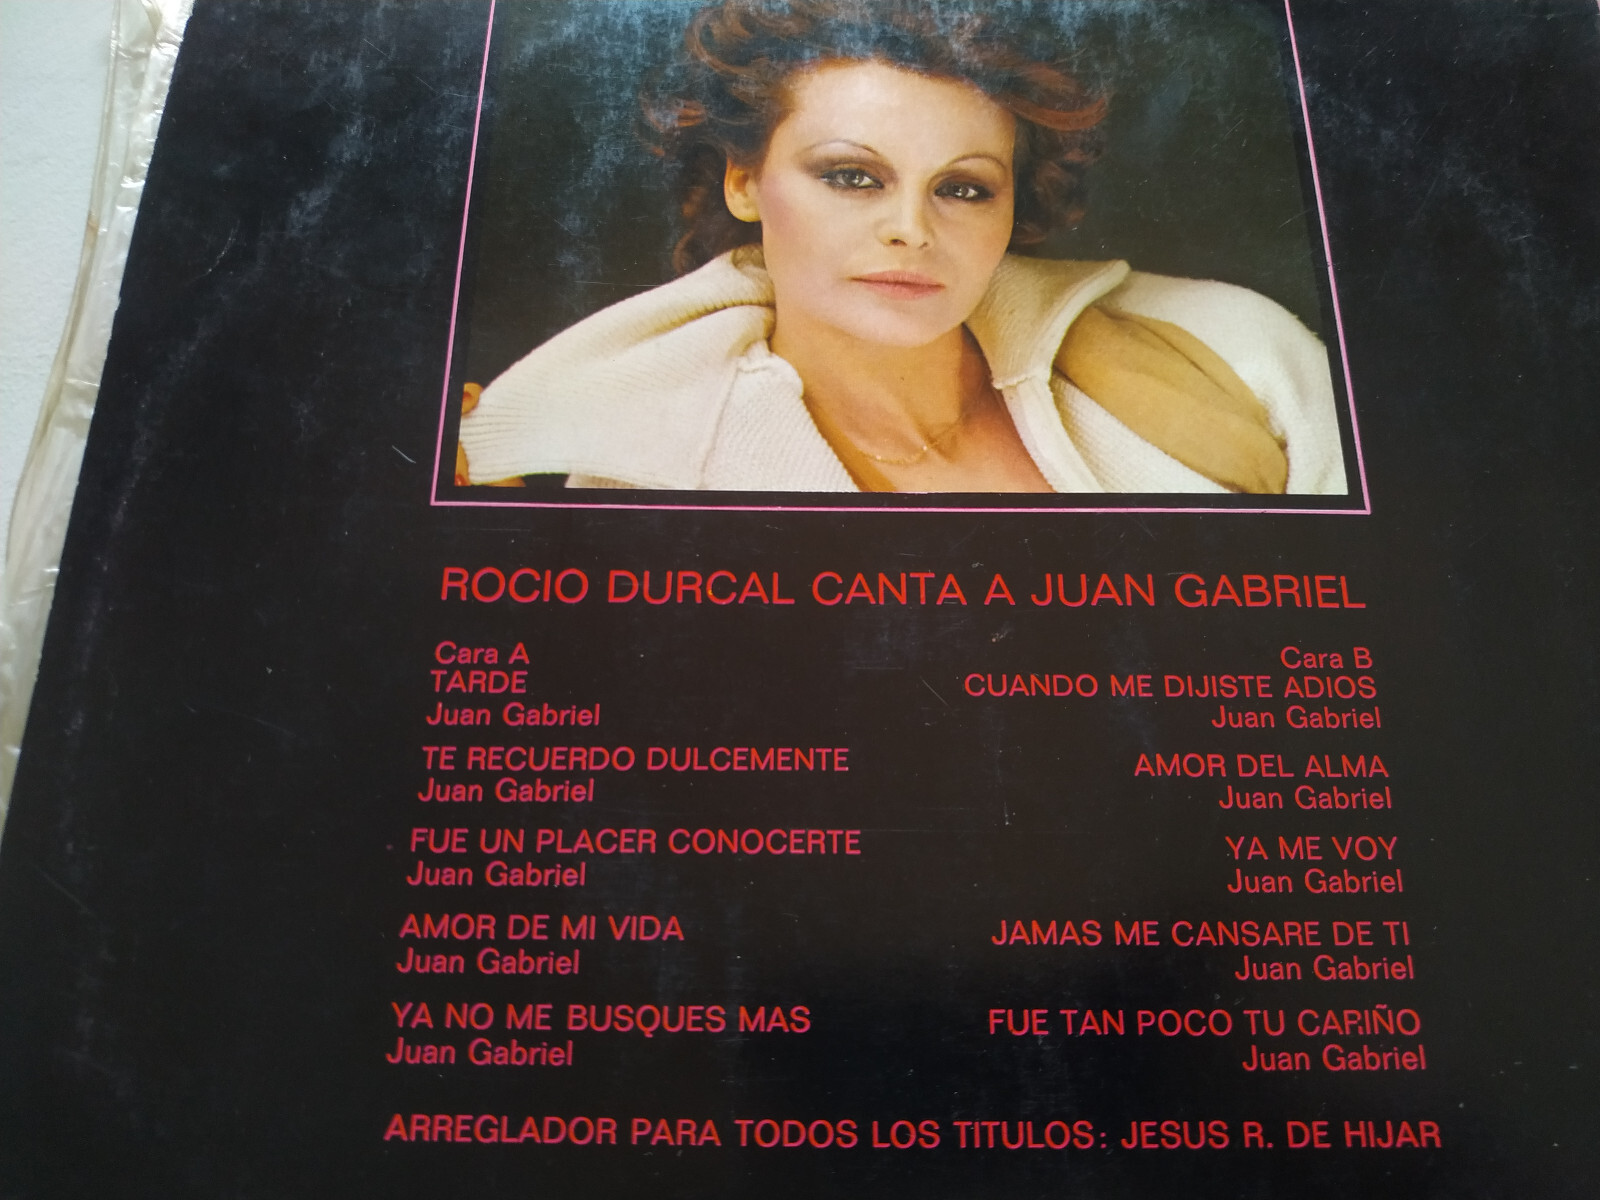 ROCIO DURCAL CANTA A JUAN GABRIEL
Cara A
TARDE
Juan Gabriel
TE RECUERDO DULCEMENTE
Juan Gabriel
FUE UN PLACER CONOCERTE
Juan Gabriel
AMOR DE MI VIDA
Juan Gabriel
YA NO ME BUSQUES MAS
Juan Gabriel
Cara B
CUANDO ME DIJISTE ADIOS
Juan Gabriel
AMOR DEL ALMA
Juan Gabriel
YA ME VOY
Juan Gabriel
JAMAS ME CANSARE DE TI
Juan Gabriel
FUE TAN POCO TU CARIÑO
Juan Gabriel
ARREGLADOR PARA TODOS LOS TITULOS: JESUS R. DE HIJAR